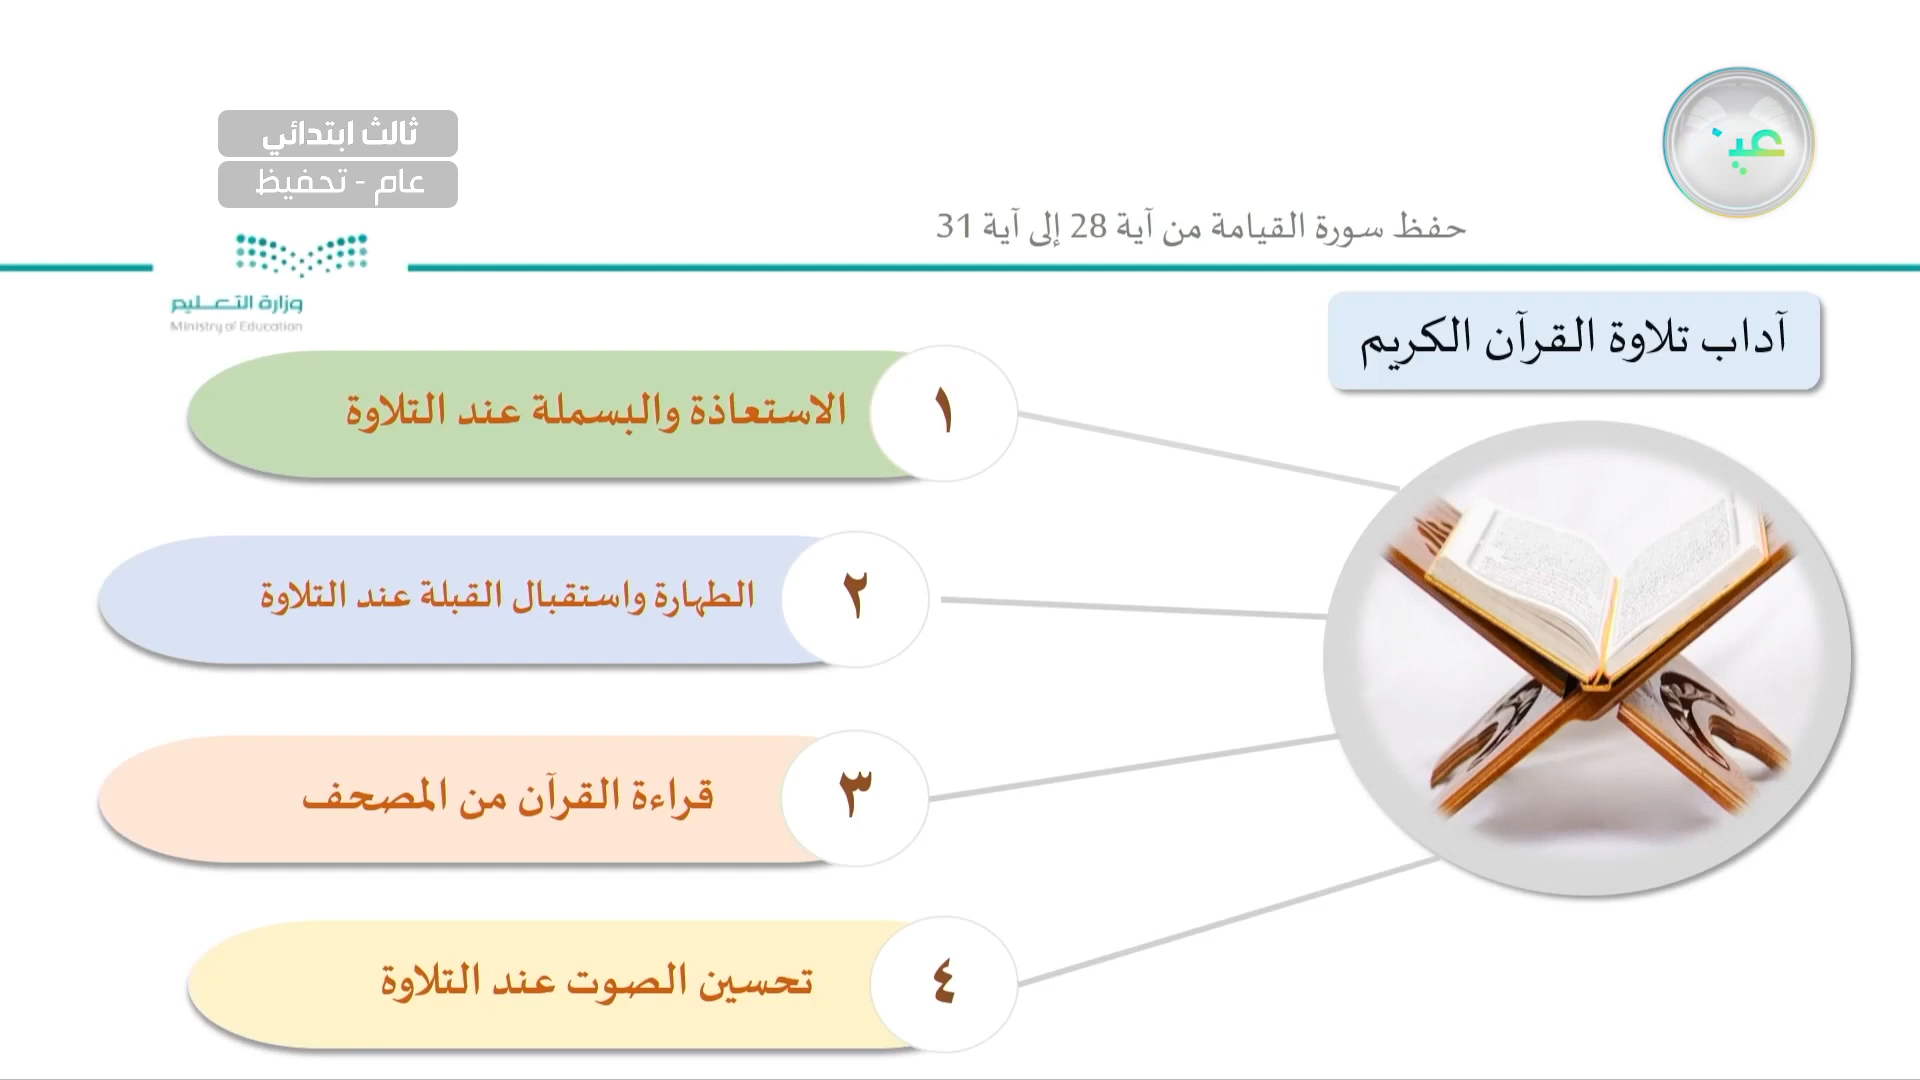 ثالث ابتدائي
عام - تحفيظ
عين
حفظ سورة القيامة من آية 28 إلى آية 31
وزارة التعليم
Ministry of Education
آداب تلاوة القرآن الكريم
١ الاستعاذة والبسملة عند التلاوة
٢ الطهارة واستقبال القبلة عند التلاوة
٣ قراءة القرآن من المصحف
٤ تحسين الصوت عند التلاوة